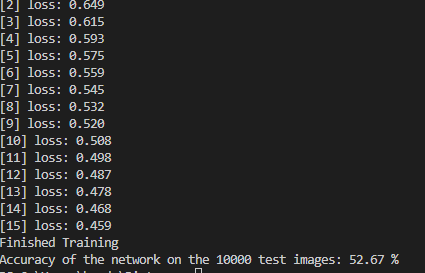 [2] loss: 0.649
[3] loss: 0.615
[4] loss: 0.593
[5] loss: 0.575
[6] loss: 0.559
[7] loss: 0.545
[8] loss: 0.532
[9] loss: 0.520
[10] loss: 0.508
[11] loss: 0.498
[12] loss: 0.487
[13] loss: 0.478
[14] loss: 0.468
[15] loss: 0.459
Finished Training
Accuracy of the network on the 10000 test images: 52.67 %